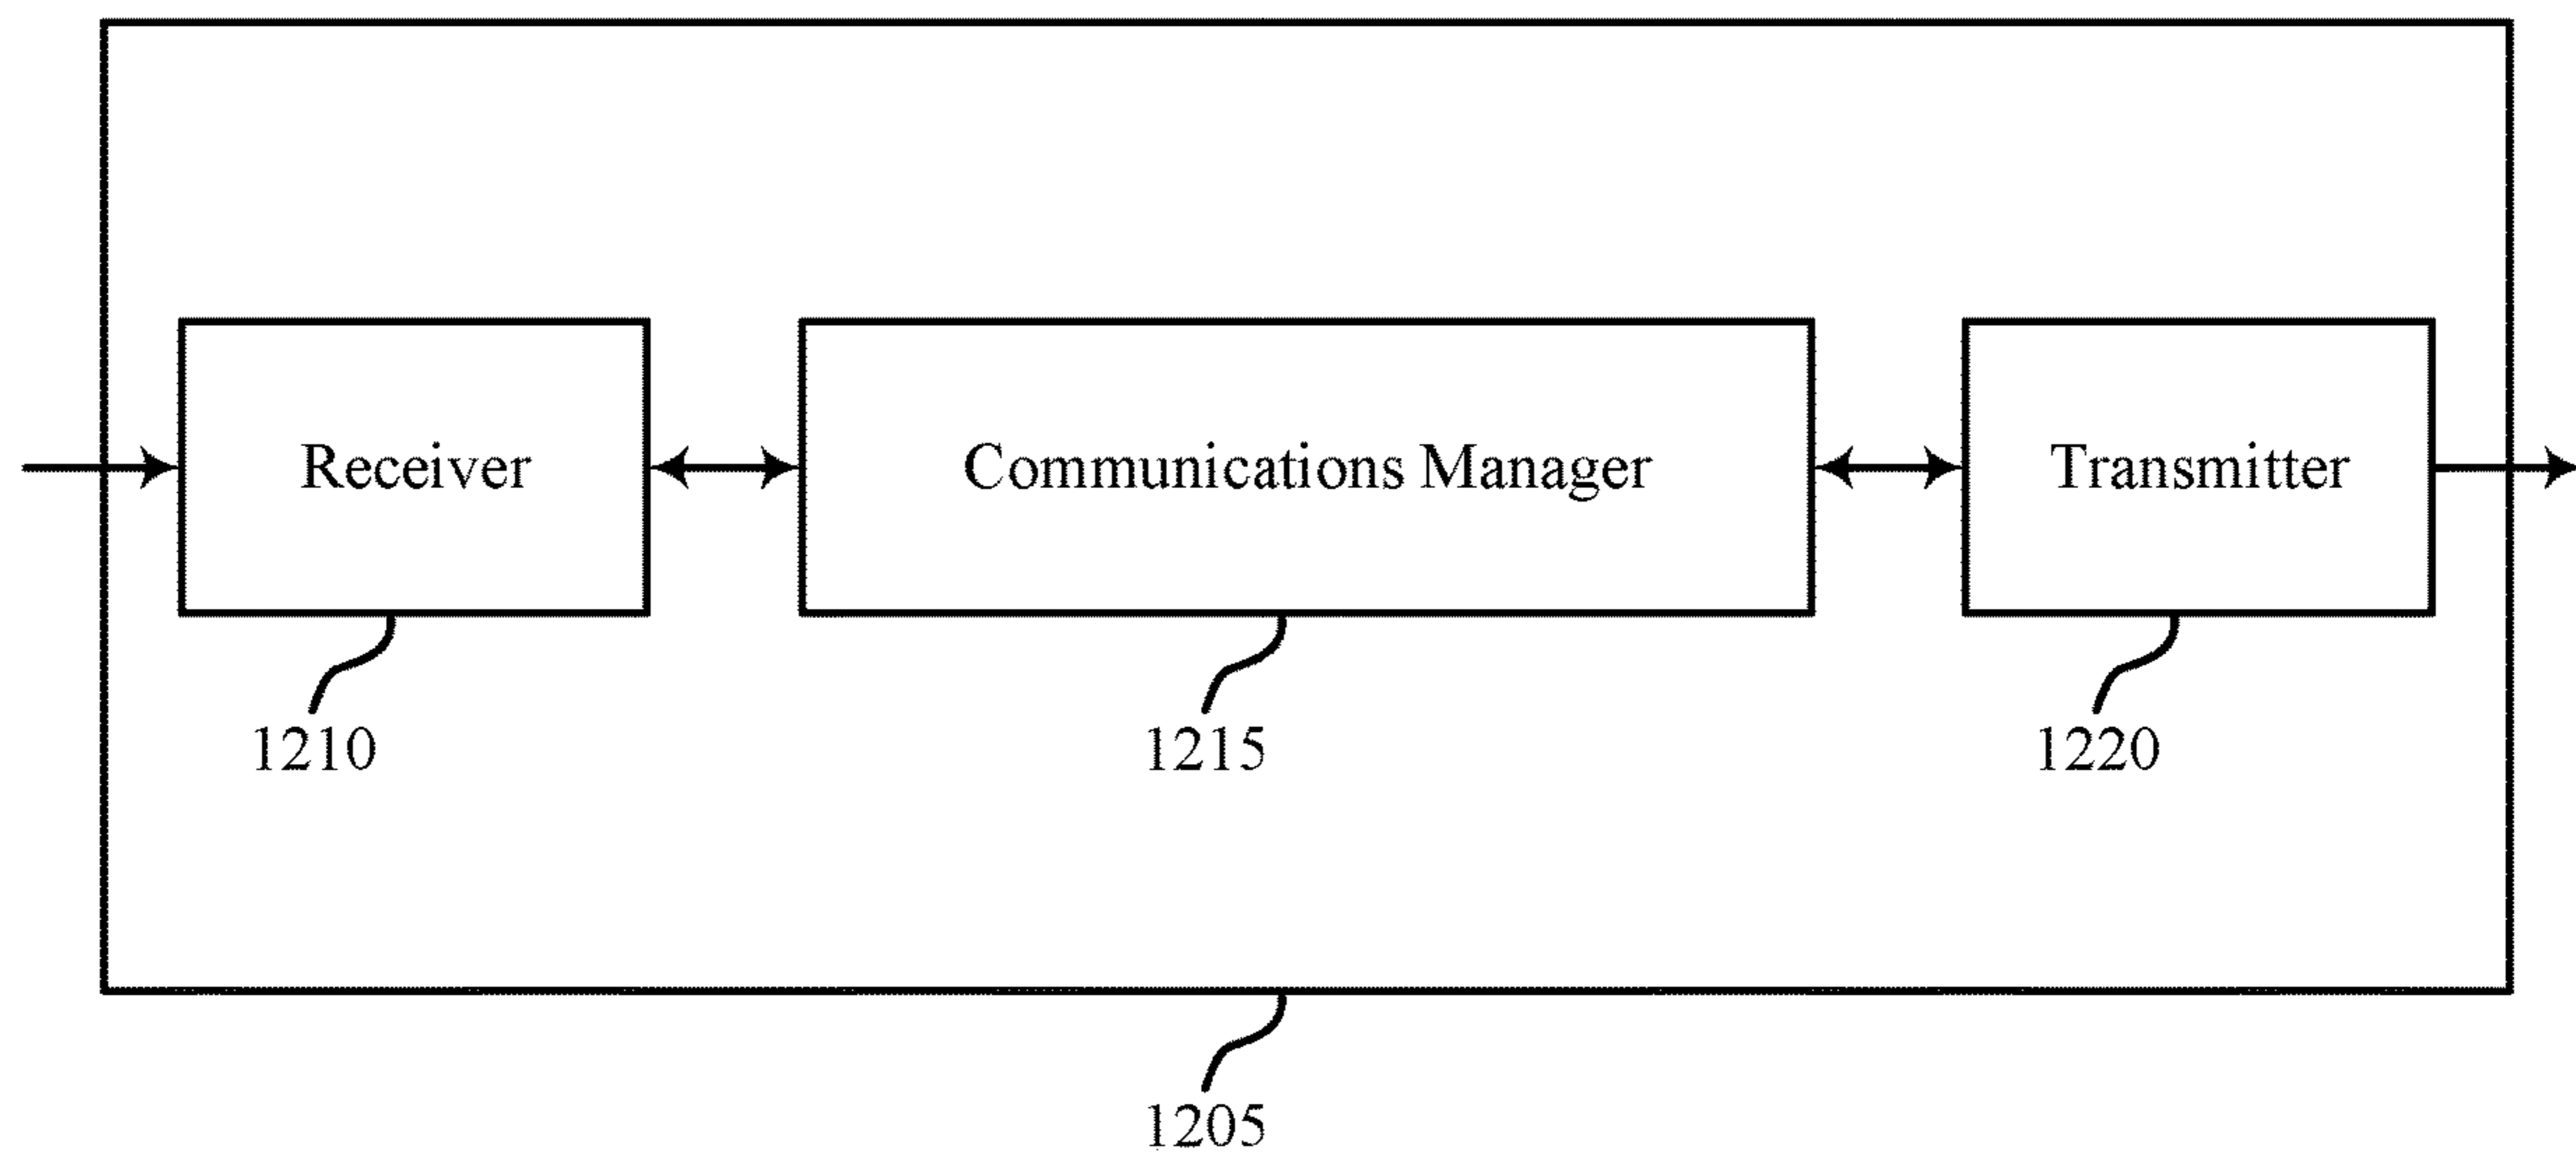 Receiver
Communications Manager
Transmitter
1210
1215
1220
1205